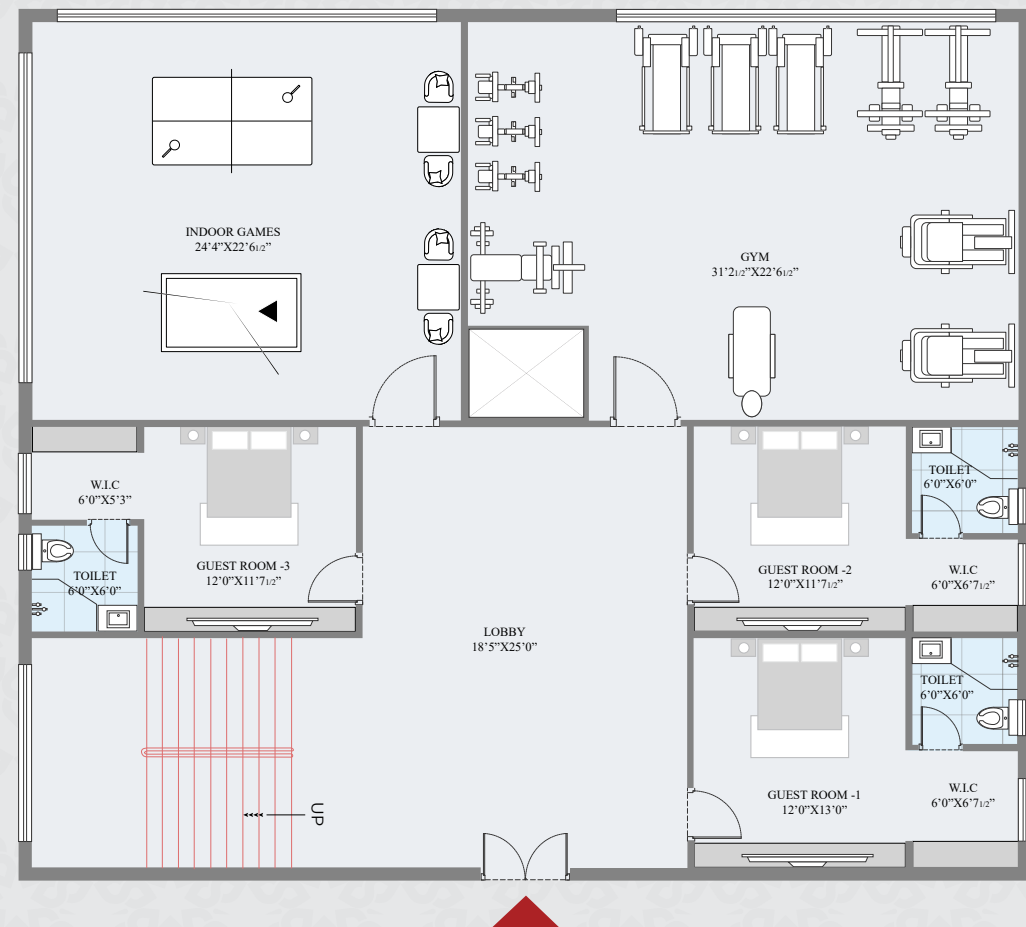 INDOOR GAMES
24’4”X22’61/2”
GYM
31’21/2”X22’61/2”
W.I.C
6’0”X5’3”
TOILET
6’0”X6’0”
GUEST ROOM -3
12’0”X11’71/2”
TOILET
6’0”X6’0”
GUEST ROOM -2
12’0”X11’71/2”
W.I.C
6’0”X6’71/2”
LOBBY
18’5”X25’0”
TOILET
6’0”X6’0”
GUEST ROOM -1
12’0”X13’0”
W.I.C
6’0”X6’71/2”
UP